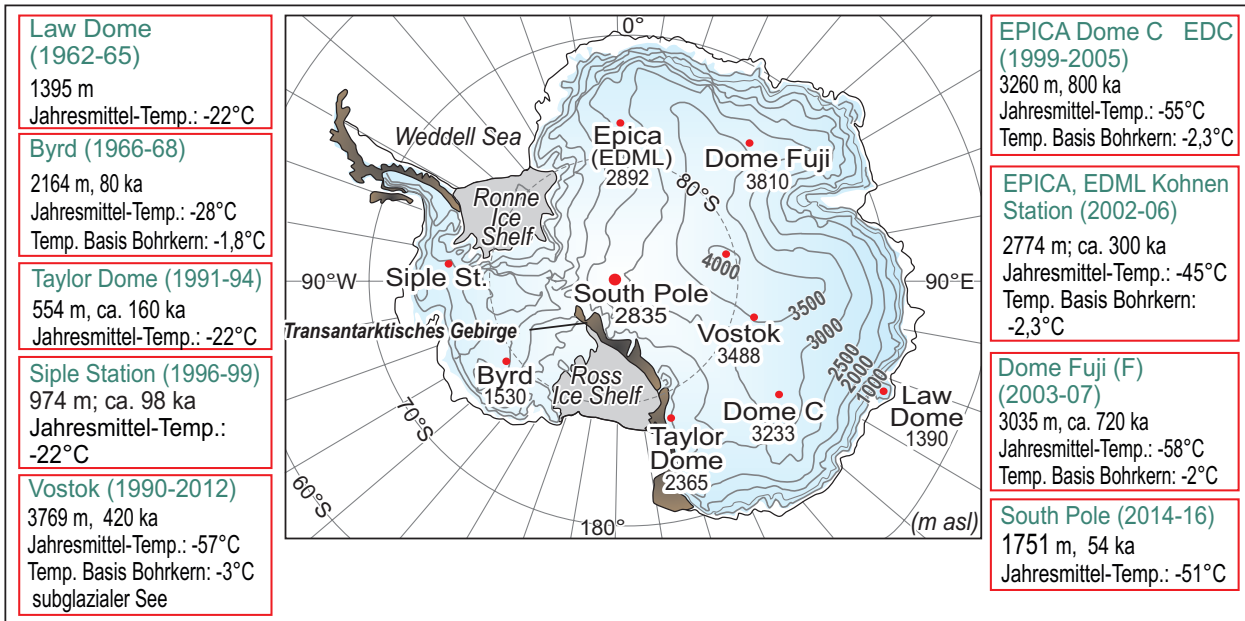 Law Dome
(1962-65)
1395 m
Jahresmittel-Temp.: -22°C
Byrd (1966-68)
2164 m, 80 ka
Jahresmittel-Temp.: -28°C
Temp. Basis Bohrkern: -1,8°C
Taylor Dome (1991-94)
554 m, ca. 160 ka
Jahresmittel-Temp.: -22°C
Siple Station (1996-99)
974 m; ca. 98 ka
Jahresmittel-Temp.:
-22°C
Vostok (1990-2012)
3769 m, 420 ka
Jahresmittel-Temp.: -57°C
Temp. Basis Bohrkern: -3°C
subglazialer See
0°
Weddell Sea
Epica
(EDML)
2892
Dome Fuji
3810
80°S
Ronne
Ice
Shelf
4000
Siple St.
90°W
90°E
South Pole
2835
3500
Transantarktisches Gebirge
Vostok
3488
3000
2500
2000
1000
Byrd
1530
Ross
Ice Shelf
Law
Dome
1390
Dome C
3233
70°S
Taylor
Dome
2365
60°S
180°
(m asl)
EPICA Dome C EDC
(1999-2005)
3260 m, 800 ka
Jahresmittel-Temp.: -55°C
Temp. Basis Bohrkern: -2,3°C
EPICA, EDML Kohnen
Station (2002-06)
2774 m; ca. 300 ka
Jahresmittel-Temp.: -45°C
Temp. Basis Bohrkern:
-2,3°C
Dome Fuji (F)
(2003-07)
3035 m, ca. 720 ka
Jahresmittel-Temp.: -58°C
Temp. Basis Bohrkern: -2°C
South Pole (2014-16)
1751 m, 54 ka
Jahresmittel-Temp.: -51°C